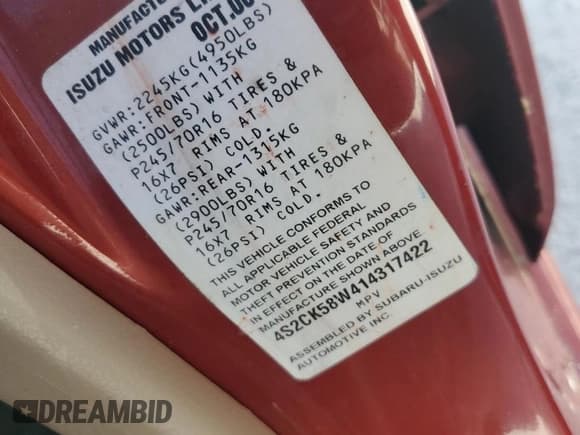 MANUFACTU
ISUZU MOTORS LI
OCT.00
GVWR:2245KG(4950LBS)
GAWR:FRONT-1135KG
(2500LBS) WITH
P245/70R16 TIRES &
16X7 RIMS AT 180KPA
(26PSI) COLD.
GAWR:REAR-1315KG
(2900LBS) WITH
P245/70R16 TIRES &
16X7 RIMS AT 180KPA
(26PSI) COLD.
THIS VEHICLE CONFORMS TO
ALL APPLICABLE FEDERAL
MOTOR VEHICLE SAFETY AND
THEFT PREVENTION STANDARDS
IN EFFECT ON THE DATE OF
MANUFACTURE SHOWN ABOVE.
4S2CK58W414317422
MPV
ASSEMBLED BY SUBARU-ISUZU
AUTOMOTIVE INC.
DREAMBID